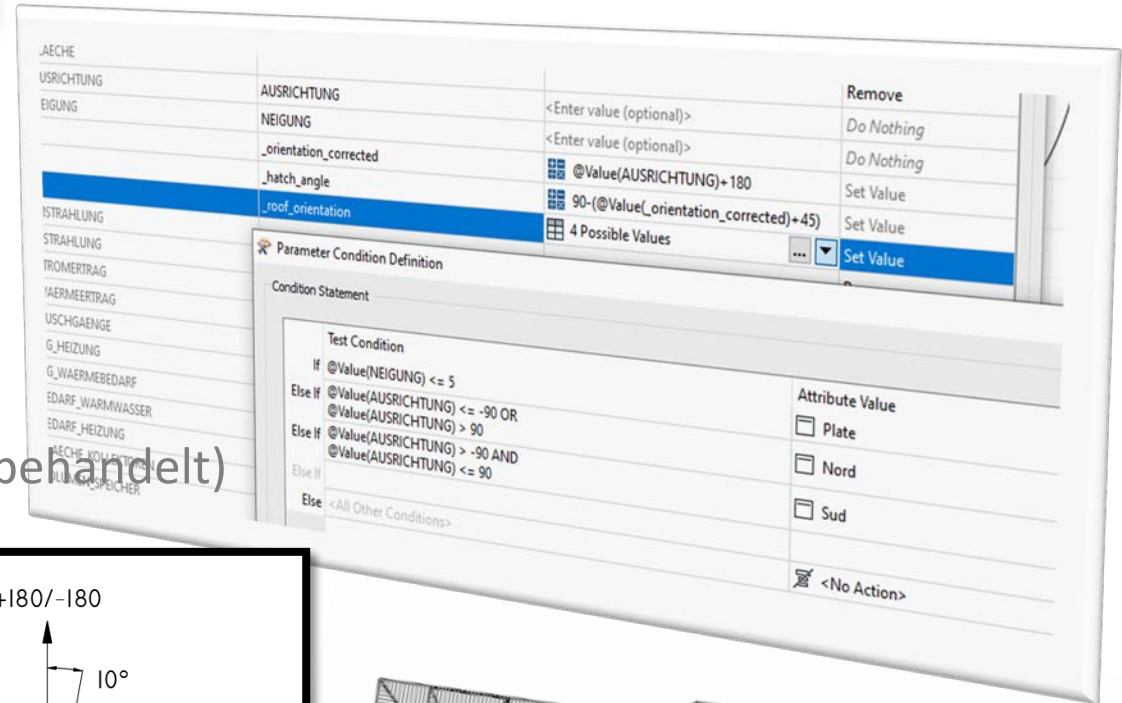 .AECHE
Remove
USRICHTUNG
AUSRICHTUNG
<Enter value (optional)>
Do Nothing
EIGUNG
NEIGUNG
<Enter value (optional)>
Do Nothing
_orientation_corrected
@Value(AUSRICHTUNG)+180
Set Value
_hatch_angle
90-(@Value(_orientation_corrected)+45)
Set Value
_roof_orientation
4 Possible Values
...
Set Value
ISTRAHLUNG
STRAHLUNG
TROMERTRAG
/AERMEERTRAG
USCHGAENGE
G_HEIZUNG
G_WAERMEBEDARF
EDARF_WARMWASSER
EDARF_HEIZUNG
AECHE_KOLLEKTOREN
OLUMEN_SPEICHER
Parameter Condition Definition
Condition Statement
Test Condition
Attribute Value
If @Value(NEIGUNG) <= 5
Plate
Else If @Value(AUSRICHTUNG) <= -90 OR
@Value(AUSRICHTUNG) > 90
Nord
Else If @Value(AUSRICHTUNG) > -90 AND
@Value(AUSRICHTUNG) <= 90
Sud
Else If
Else <All Other Conditions>
<No Action>
behandelt)
+180/-180
10°